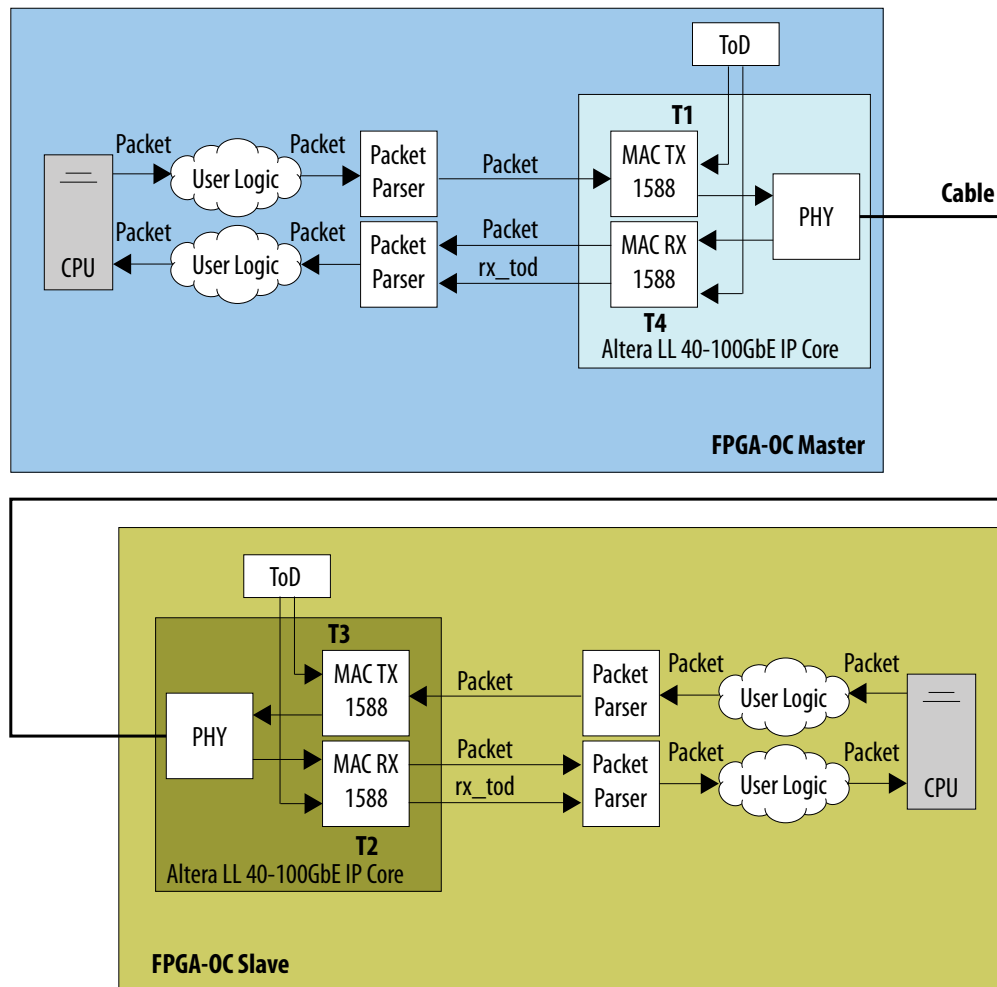 ToD
T1
Packet
Packet
Packet
User Logic
Packet
Parser
MAC TX
1588
Cable
PHY
Packet
Packet
Packet
CPU
User Logic
Packet
Parser
rx_tod
MAC RX
1588
T4
Altera LL 40-100GbE IP Core
FPGA-OC Master
ToD
T3
MAC TX
1588
Packet
Packet
Parser
Packet
User Logic
Packet
PHY
MAC RX
1588
Packet
rx_tod
Packet
Parser
Packet
User Logic
Packet
CPU
T2
Altera LL 40-100GbE IP Core
FPGA-OC Slave